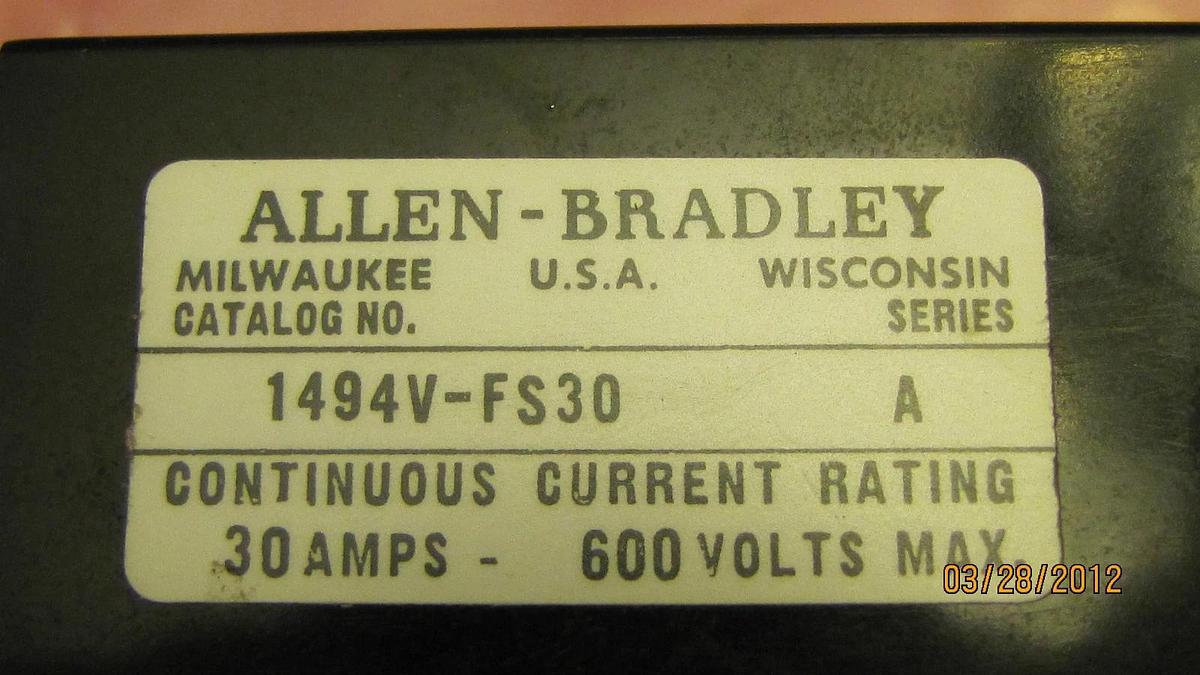 ALLEN-BRADLEY
MILWAUKEE U.S.A. WISCONSIN
CATALOG NO. SERIES
1494V-FS30 A
CONTINUOUS CURRENT RATING
30 AMPS - 600 VOLTS MAX.
03/28/2012